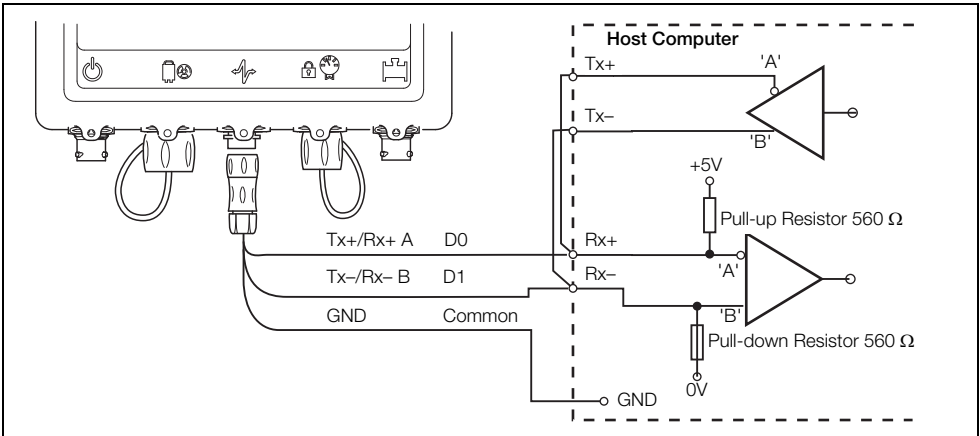 Host Computer
Tx+
'A'
Tx–
'B'
+5V
Pull-up Resistor 560 Ω
Tx+/Rx+ A D0
Rx+
'A'
Tx–/Rx– B D1
Rx–
'B'
GND Common
Pull-down Resistor 560 Ω
0V
GND